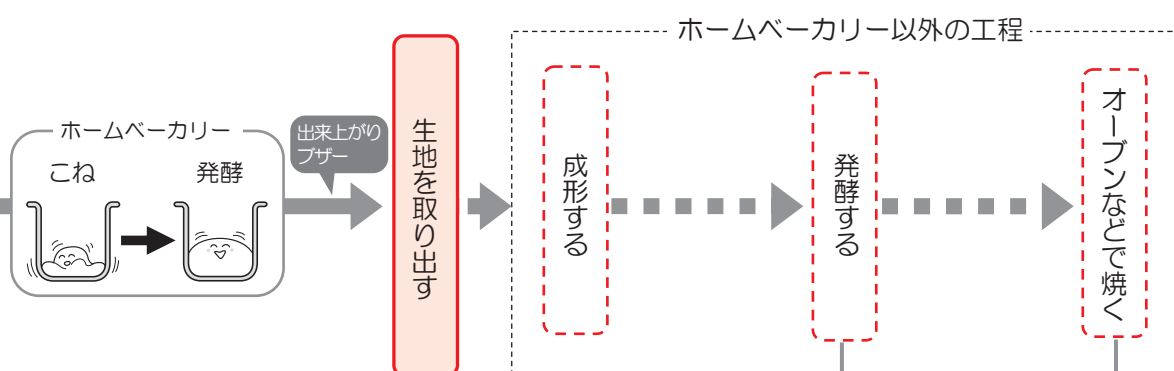 ホームベーカリー以外の工程
ホームベーカリー
こね
発酵
出来上がり
ブザー
生地を取り出す
成形する
発酵する
オーブンなどで焼く